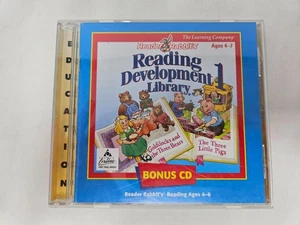 EDUCATION
The Learning Company®
Reader Rabbit's®
Ages 4-7
Reading
Development 1
Library™
Goldilocks and
the Three Bears
The Three
Little Pigs
BONUS CD
Reader Rabbit's® Reading Ages 4-6